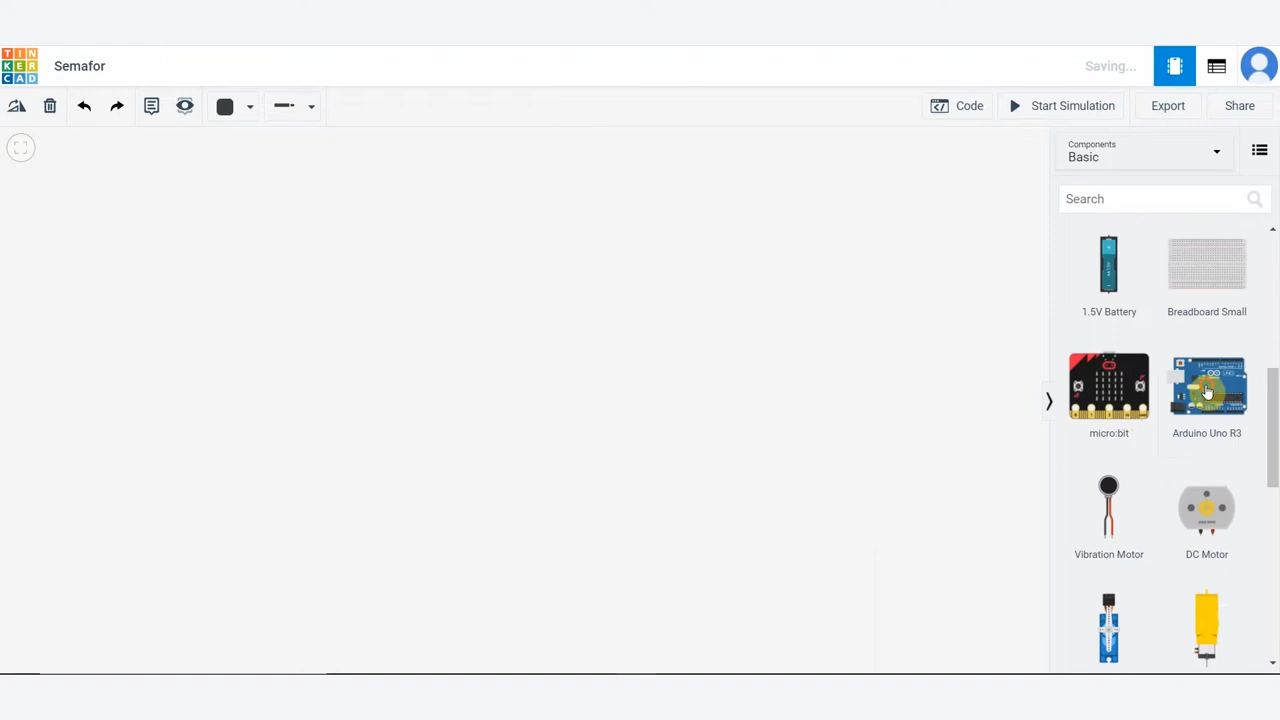 TIN
KER
CAD
Semafor
Saving...
Code
Start Simulation
Export
Share
Components
Basic
Search
1.5V Battery
Breadboard Small
micro:bit
Arduino Uno R3
Vibration Motor
DC Motor